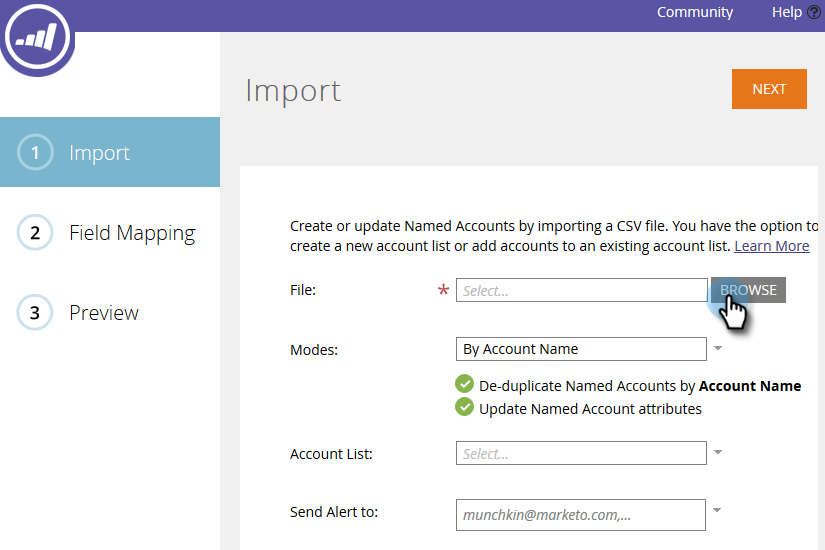 Community Help ?
Import NEXT
1 Import
2 Field Mapping
3 Preview
Create or update Named Accounts by importing a CSV file. You have the option to
create a new account list or add accounts to an existing account list. Learn More
File: * Select... BROWSE
Modes: By Account Name
De-duplicate Named Accounts by Account Name
Update Named Account attributes
Account List: Select...
Send Alert to: munchkin@marketo.com,...